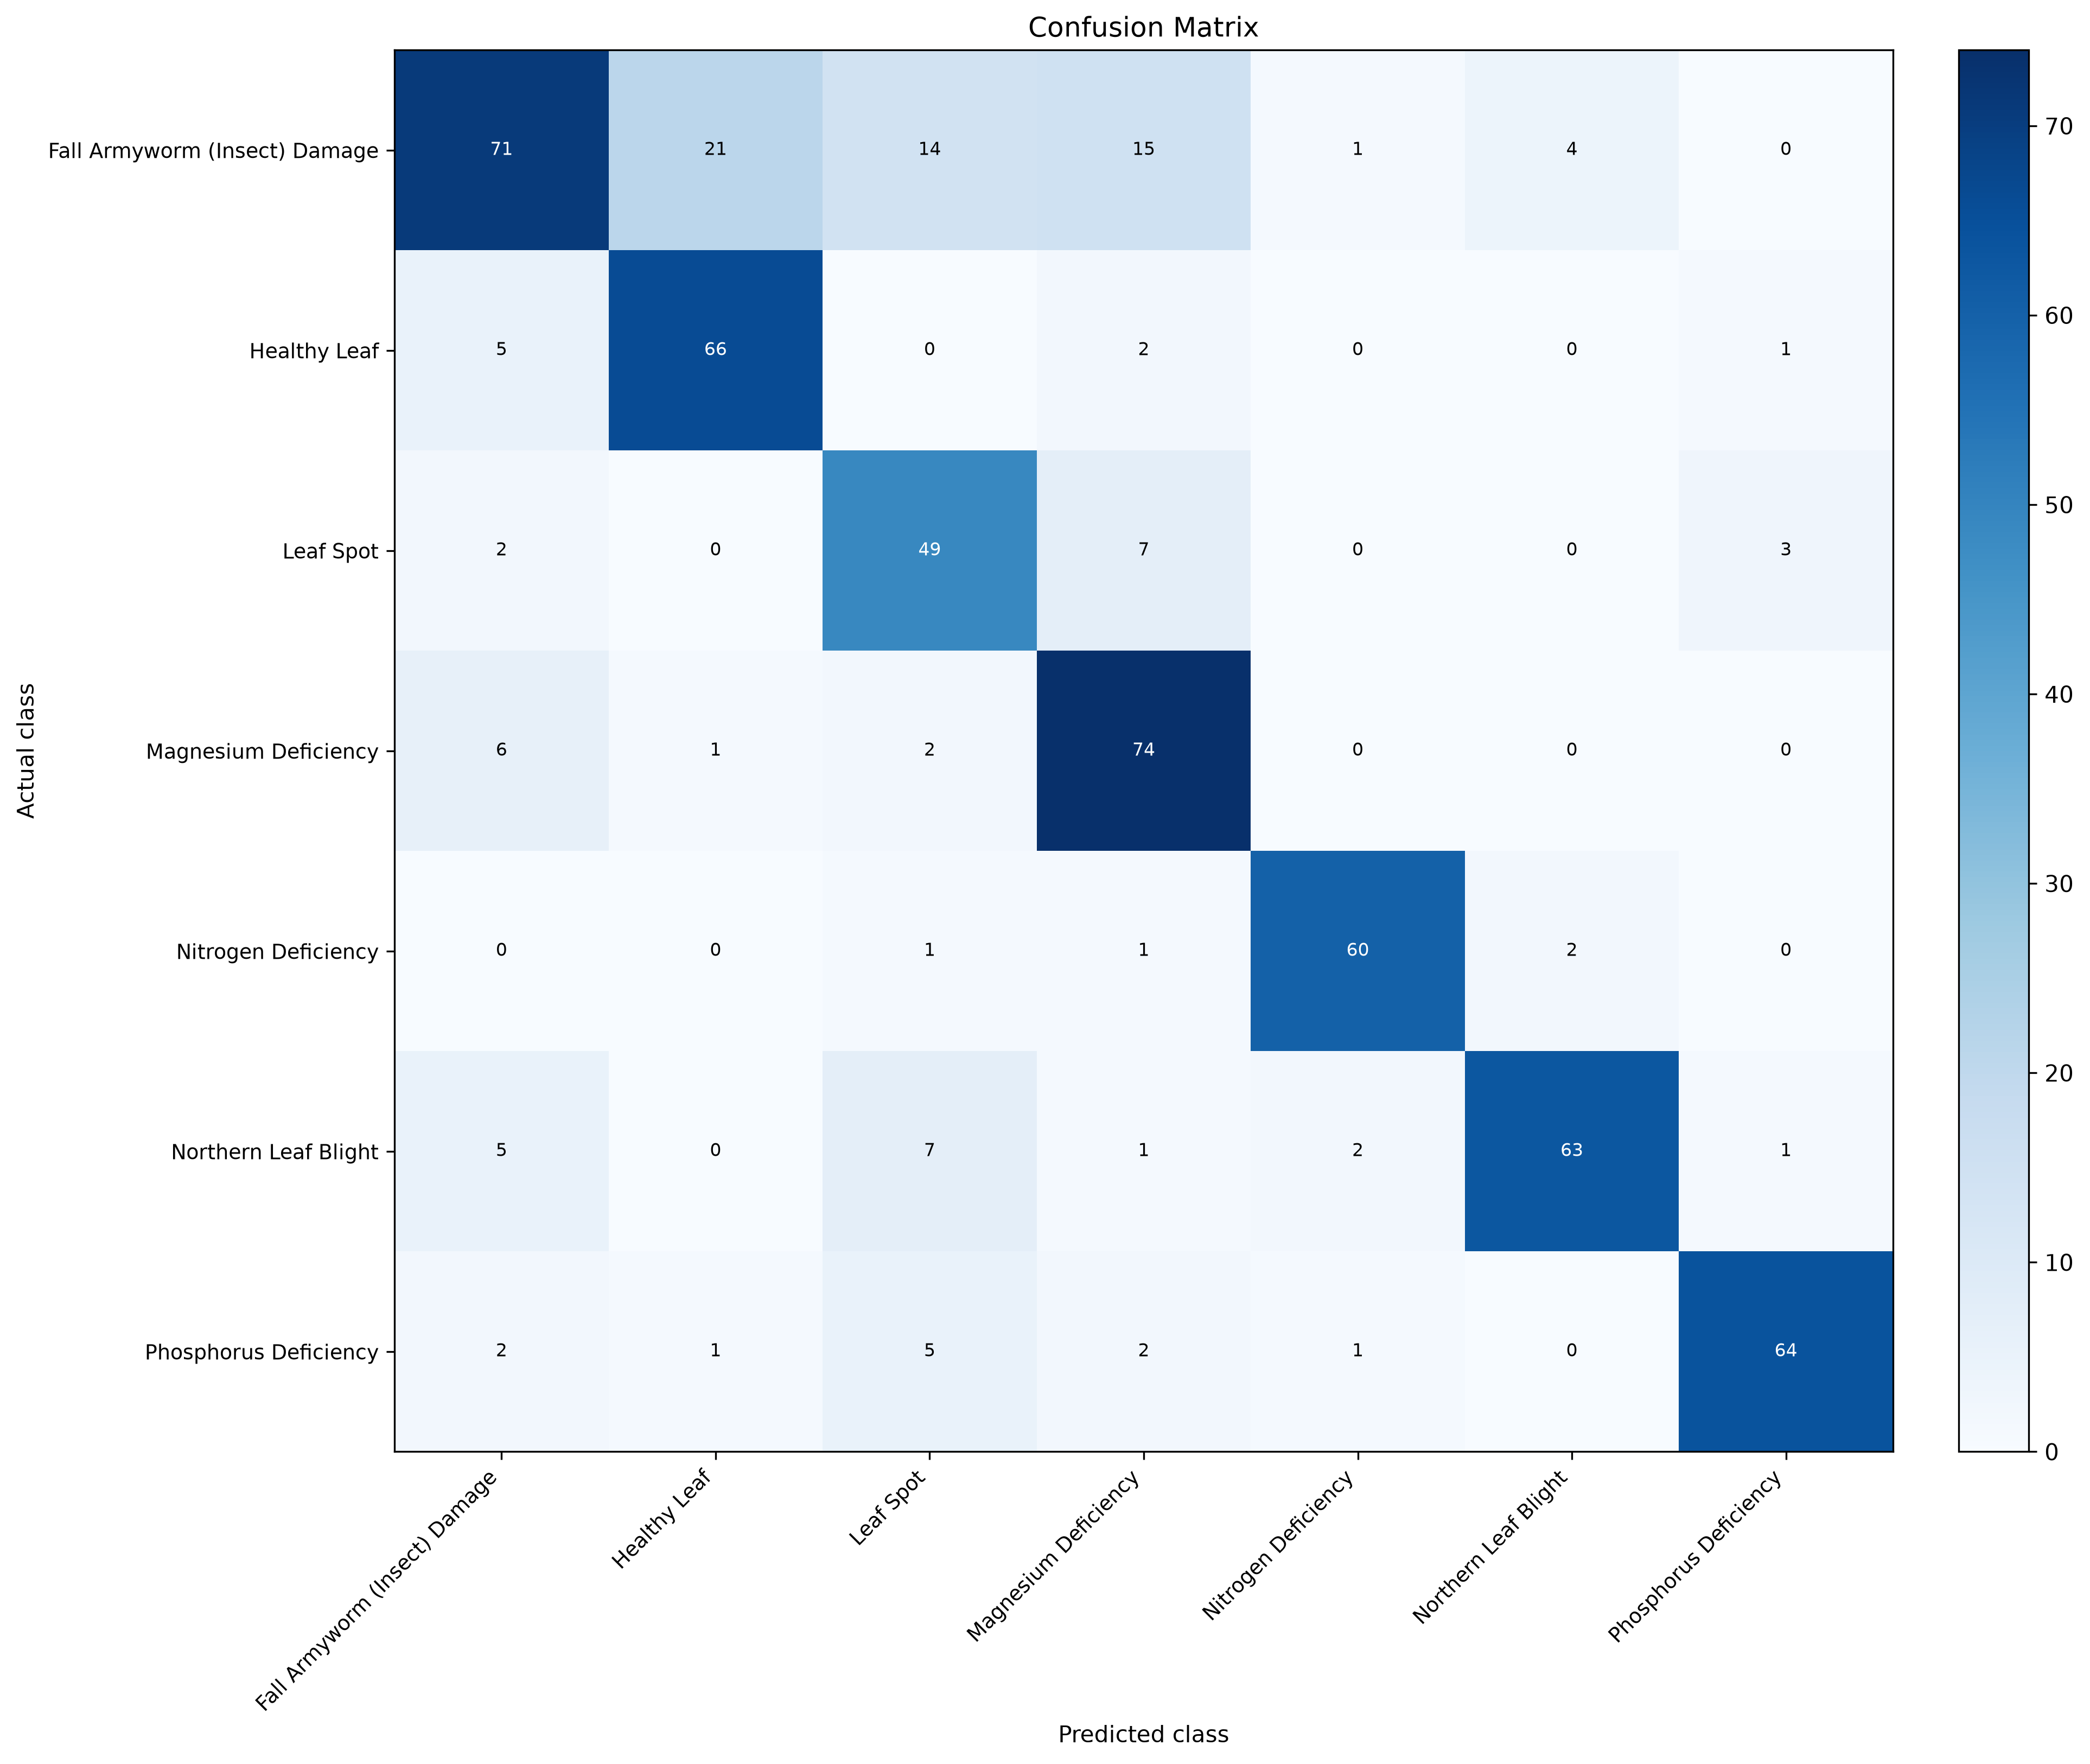 Confusion Matrix
Fall Armyworm (Insect) Damage 71 21 14 15 1 4 0
Healthy Leaf 5 66 0 2 0 0 1
Leaf Spot 2 0 49 7 0 0 3
Magnesium Deficiency 6 1 2 74 0 0 0
Nitrogen Deficiency 0 0 1 1 60 2 0
Northern Leaf Blight 5 0 7 1 2 63 1
Phosphorus Deficiency 2 1 5 2 1 0 64
Actual class
Fall Armyworm (Insect) Damage
Healthy Leaf
Leaf Spot
Magnesium Deficiency
Nitrogen Deficiency
Northern Leaf Blight
Phosphorus Deficiency
Predicted class
70
60
50
40
30
20
10
0